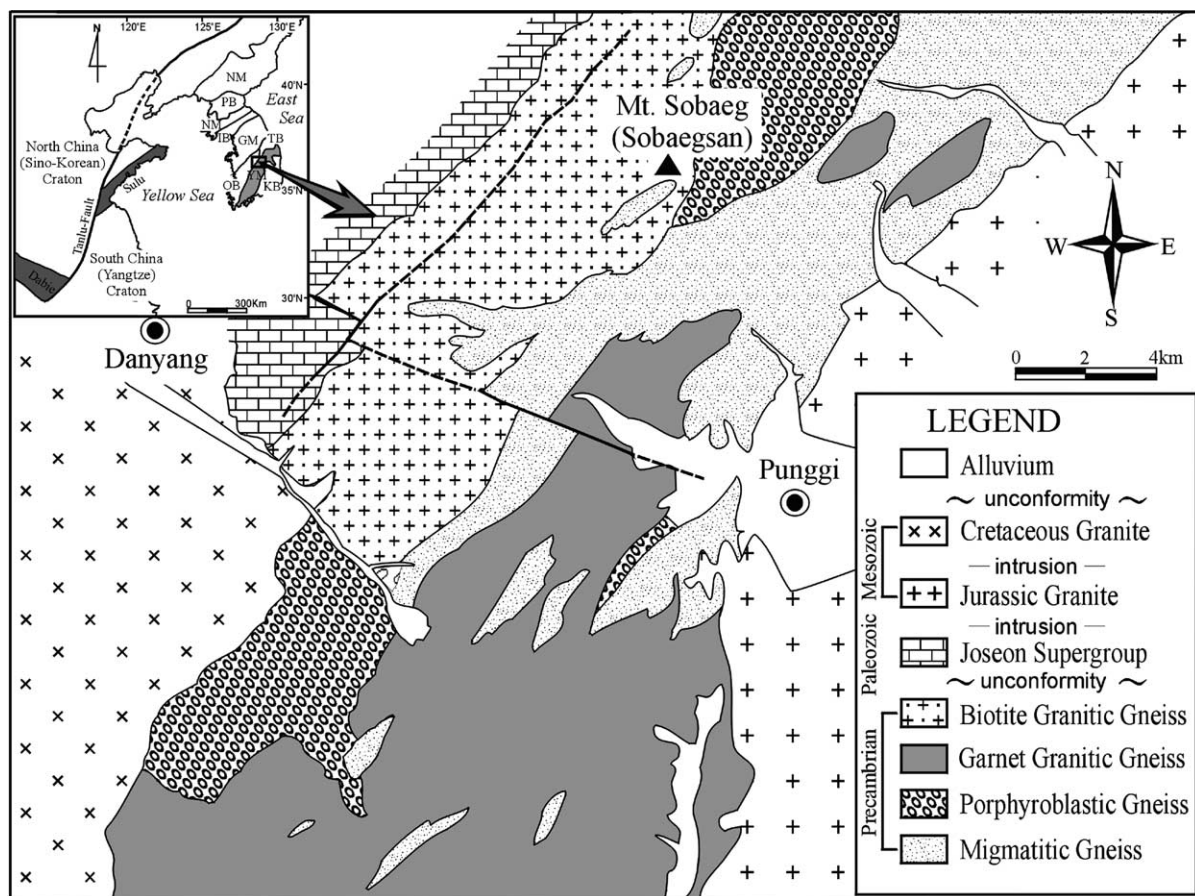 120°E
125°E
130°E
N
NM
40°N
PB
East
Sea
NM
IB
GM
TB
North China
(Sino-Korean)
Craton
Sulu
Yellow Sea
OB
YM
KB
35°N
Tanlu-Fault
South China
(Yangtze)
Craton
Dabie
0 300Km
30°N
Mt. Sobaeg
(Sobaegsan)
N
W E
S
0 2 4km
Danyang
Punggi
LEGEND
Alluvium
unconformity
Mesozoic
Cretaceous Granite
intrusion
Jurassic Granite
intrusion
Paleozoic
Joseon Supergroup
unconformity
Precambrian
Biotite Granitic Gneiss
Garnet Granitic Gneiss
Porphyroblastic Gneiss
Migmatitic Gneiss